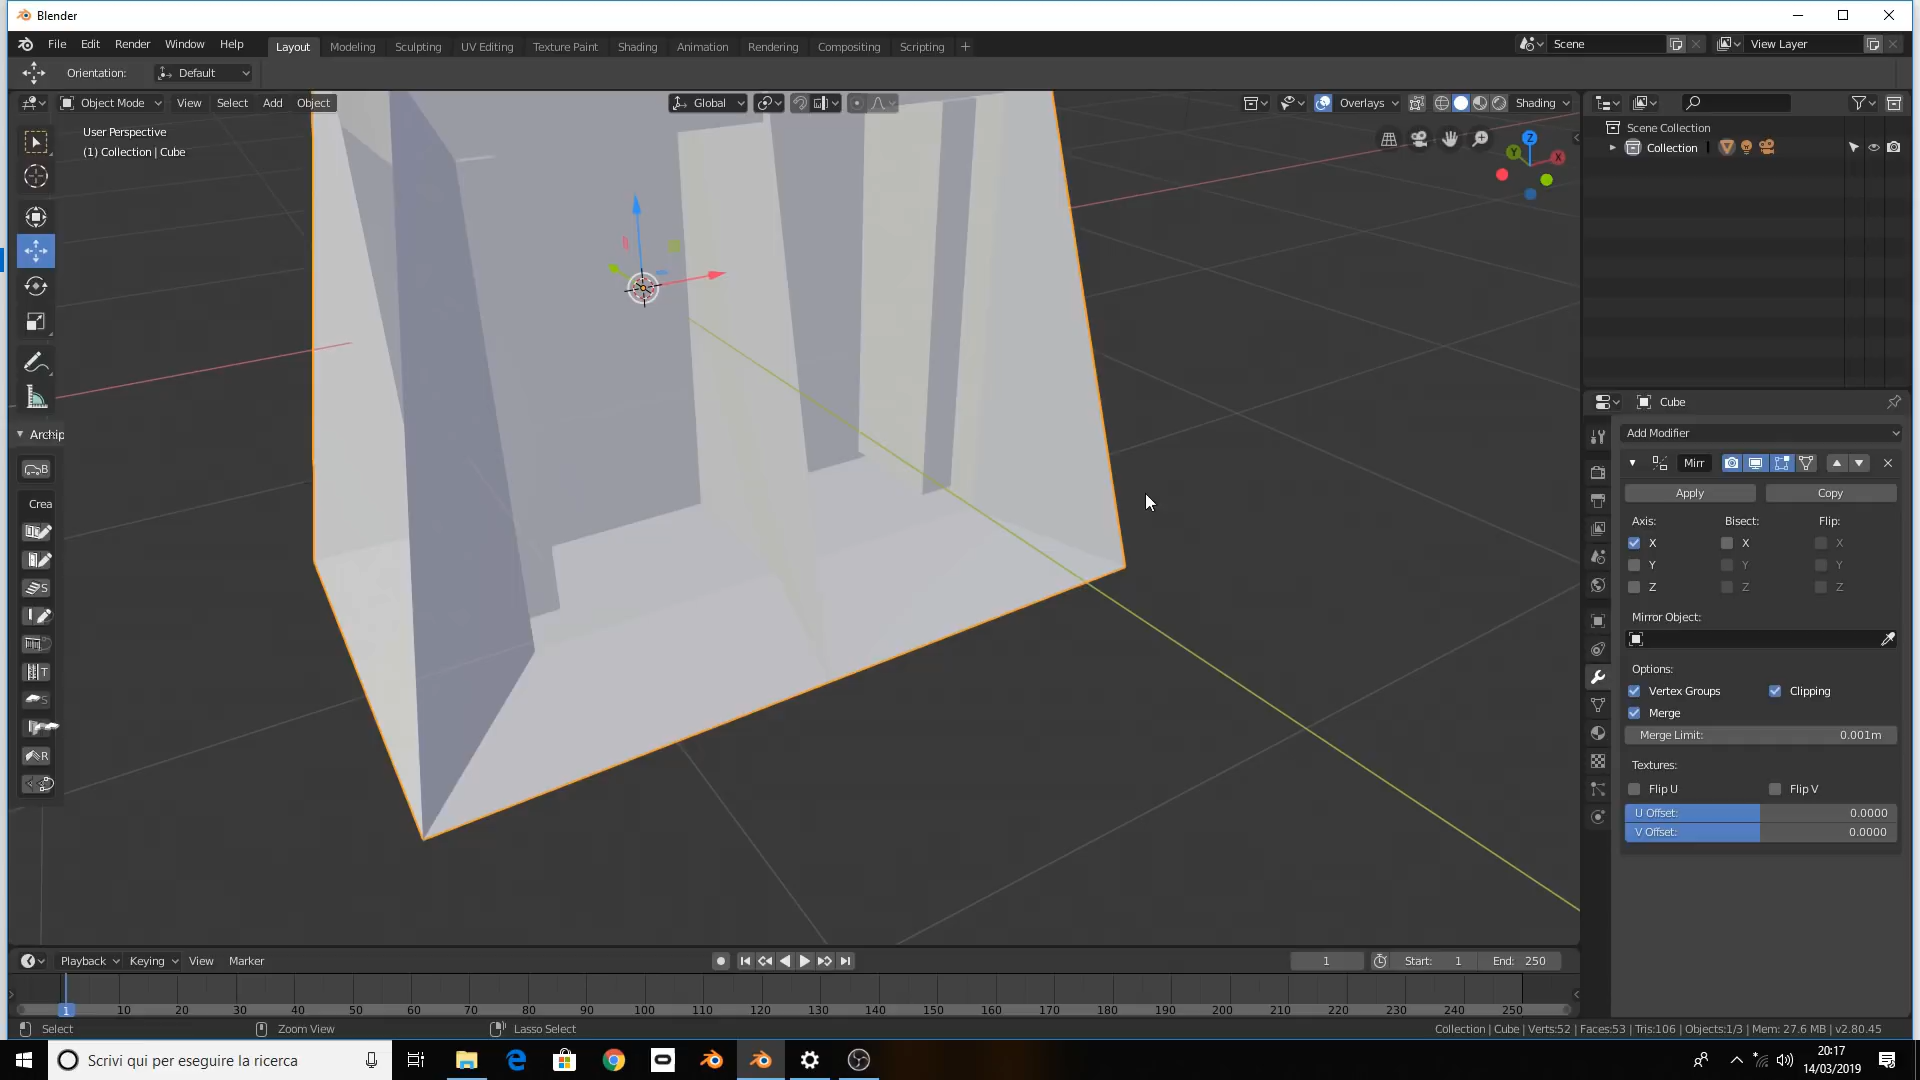 Blender
File Edit Render Window Help Layout Modeling Sculpting UV Editing Texture Paint Shading Animation Rendering Compositing Scripting + Scene View Layer
Orientation: Default
Object Mode View Select Add Object Global Overlays Shading
User Perspective
(1) Collection | Cube
Scene Collection
Collection
Z
Y
X
Cube
Add Modifier
Mirr
Apply Copy
Axis: Bisect: Flip:
X X X
Y Y Y
Z Z Z
Mirror Object:
Options:
Vertex Groups Clipping
Merge
Merge Limit: 0.001m
Textures:
Flip U Flip V
U Offset: 0.0000
V Offset: 0.0000
Archip
B
Crea
S
T
S
R
Playback Keying View Marker 1 Start: 1 End: 250
1 10 20 30 40 50 60 70 80 90 100 110 120 130 140 150 160 170 180 190 200 210 220 230 240 250
Select Zoom View Lasso Select Collection | Cube | Verts:52 | Faces:53 | Tris:106 | Objects:1/3 | Mem: 27.6 MB | v2.80.45
Scrivi qui per eseguire la ricerca
20:17
14/03/2019